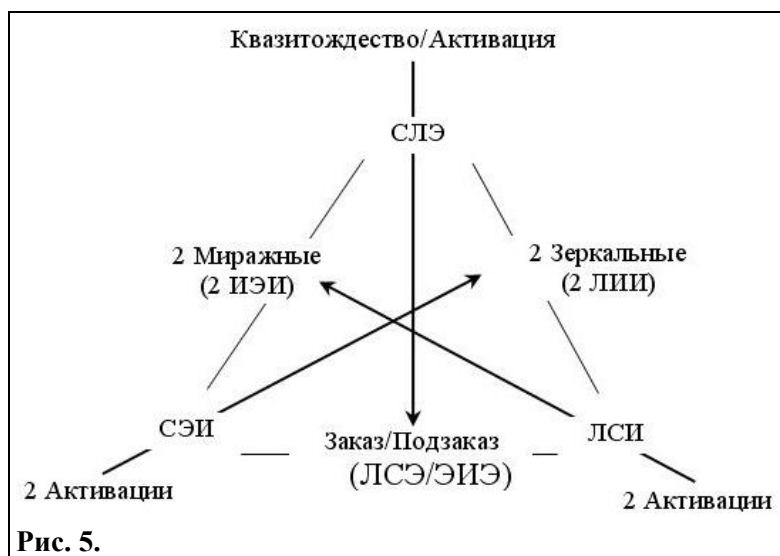 Квазитождество/Активация
СЛЭ
2 Миражные
(2 ИЭИ)
2 Зеркальные
(2 ЛИИ)
СЭИ
Заказ/Подзаказ
(ЛСЭ/ЭИЭ)
ЛСИ
2 Активации
2 Активации
Рис. 5.